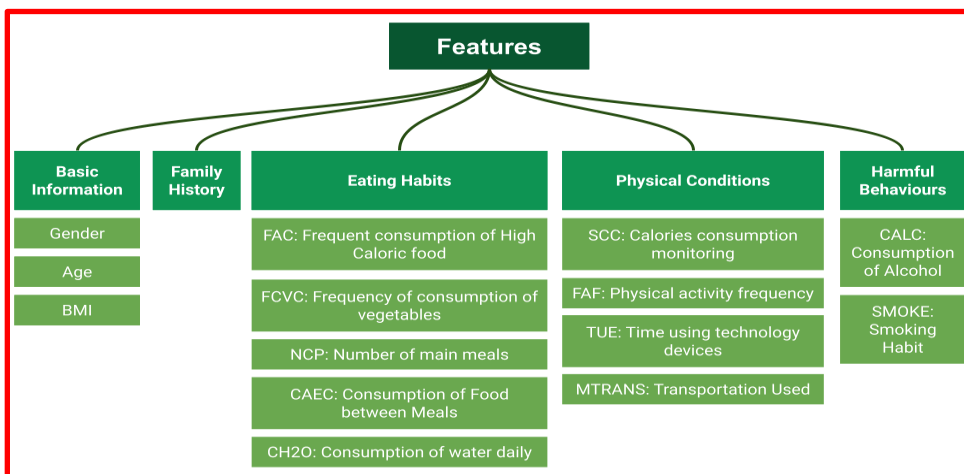 Features
Basic
Information
Gender
Age
BMI
Family
History
Eating Habits
FAC: Frequent consumption of High
Caloric food
FCVC: Frequency of consumption of
vegetables
NCP: Number of main meals
CAEC: Consumption of Food
between Meals
CH2O: Consumption of water daily
Physical Conditions
SCC: Calories consumption
monitoring
FAF: Physical activity frequency
TUE: Time using technology
devices
MTRANS: Transportation Used
Harmful
Behaviours
CALC:
Consumption
of Alcohol
SMOKE:
Smoking
Habit